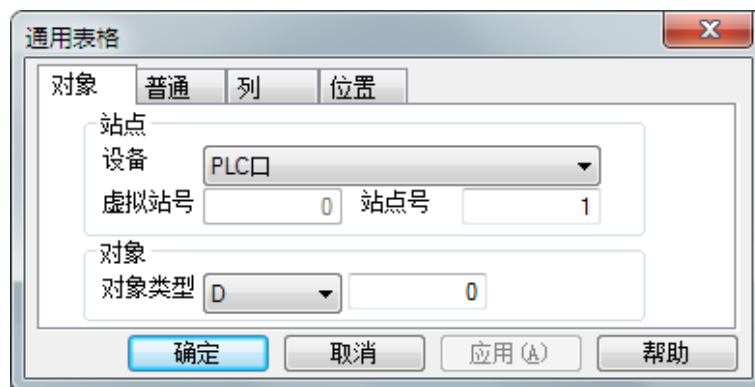 通用表格
对象 普通 列 位置
站点
设备 PLC口
虚拟站号 0 站点号 1
对象
对象类型 D 0
确定 取消 应用(A) 帮助